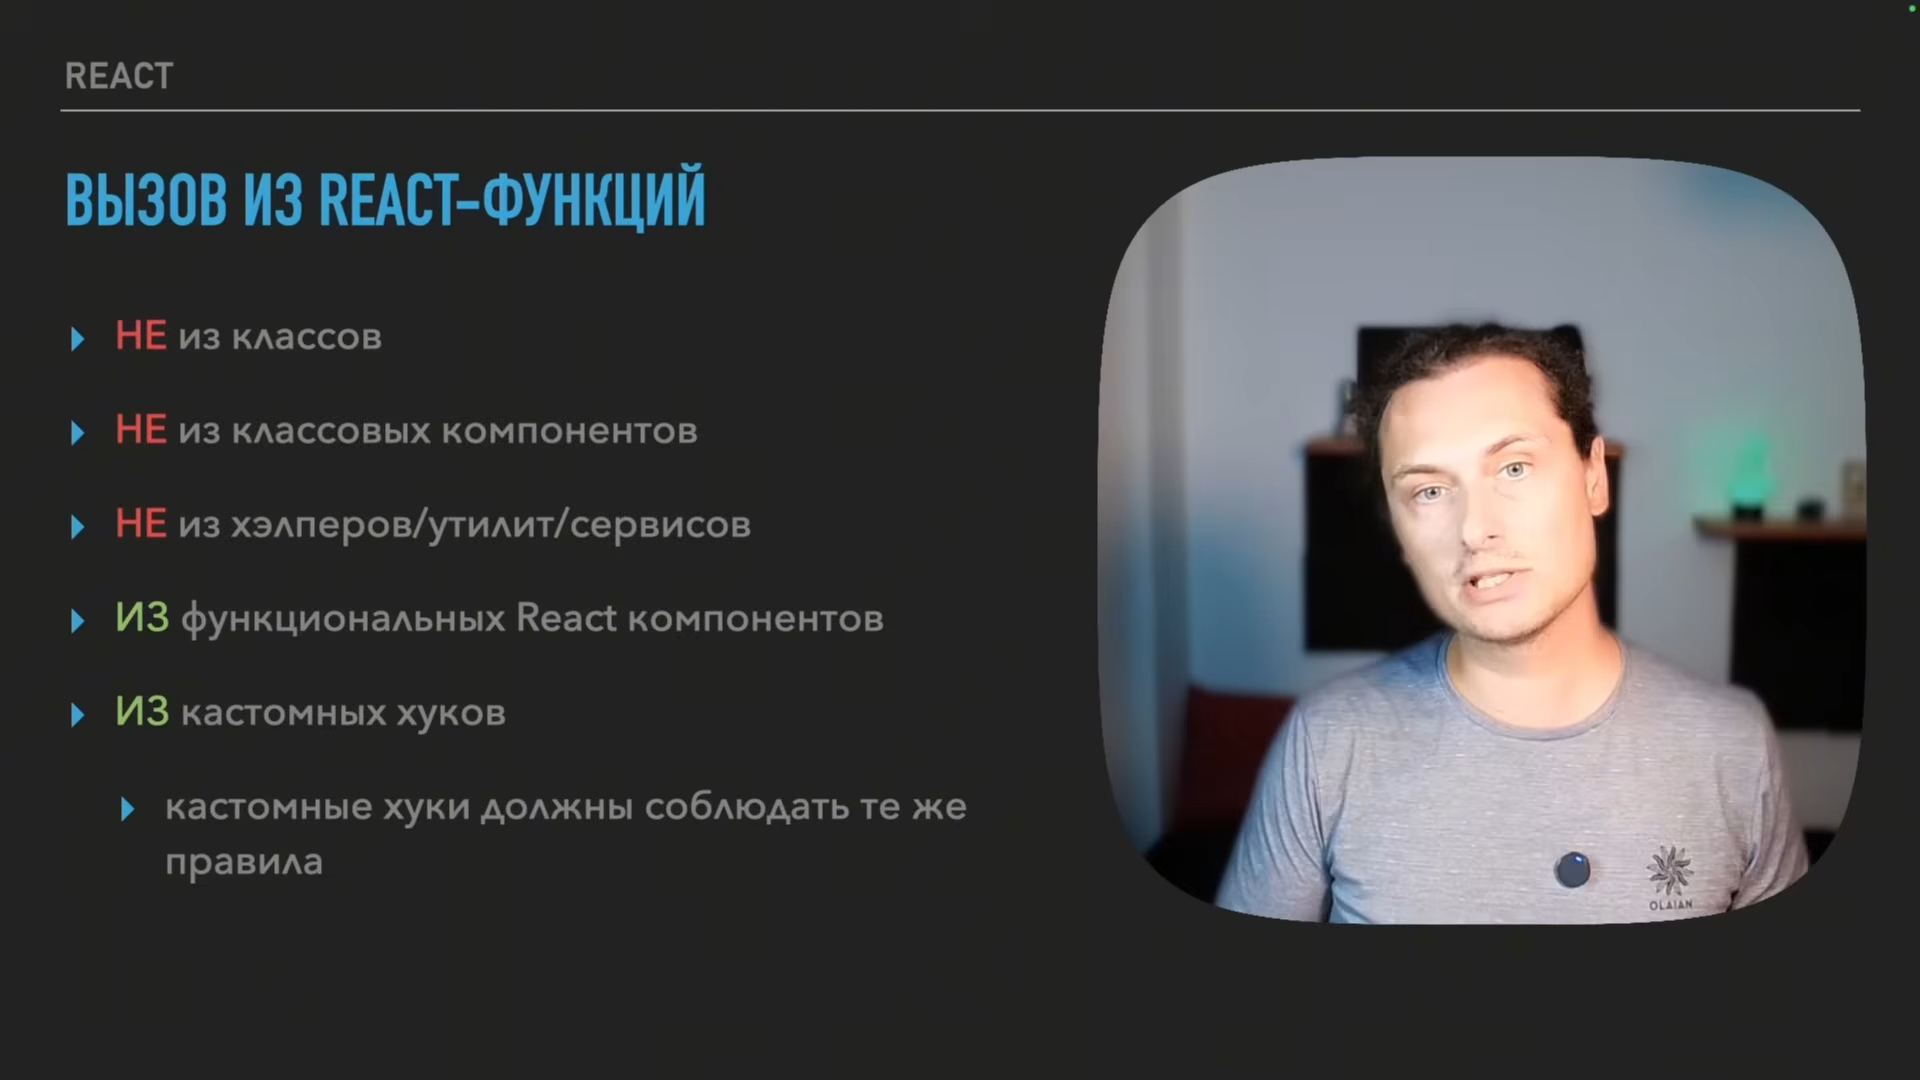 REACT
ВЫЗОВ ИЗ REACT-ФУНКЦИЙ
НЕ из классов
НЕ из классовых компонентов
НЕ из хэлперов/утилит/сервисов
ИЗ функциональных React компонентов
ИЗ кастомных хуков
кастомные хуки должны соблюдать те же
правила
OLAIAN